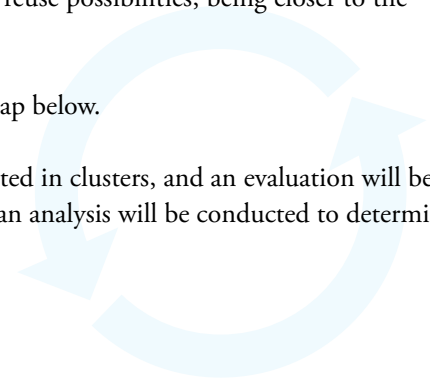 reuse possibilities, being closer to the
ap below.
ted in clusters, and an evaluation will be
an analysis will be conducted to determi